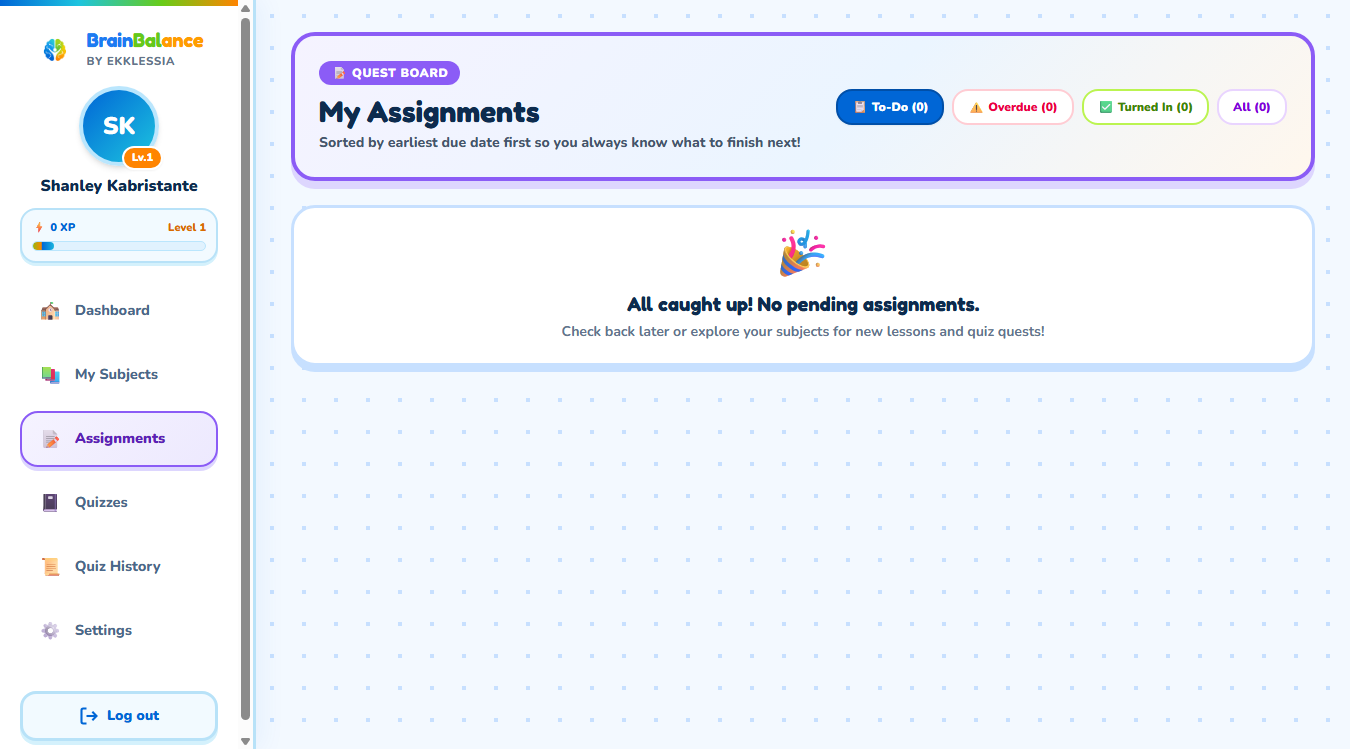 BrainBalance
BY EKKLESSIA
SK
Lv.1
Shanley Kabristante
0 XP
Level 1
Dashboard
My Subjects
Assignments
Quizzes
Quiz History
Settings
Log out
QUEST BOARD
My Assignments
Sorted by earliest due date first so you always know what to finish next!
To-Do (0)
Overdue (0)
Turned In (0)
All (0)
All caught up! No pending assignments.
Check back later or explore your subjects for new lessons and quiz quests!